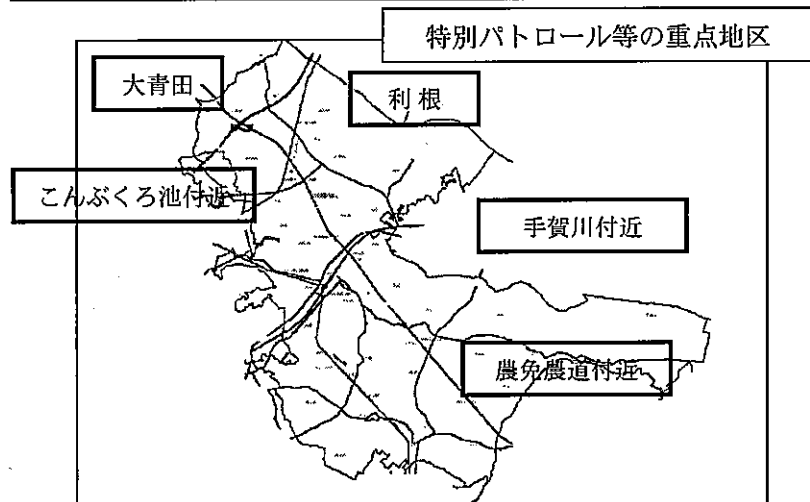 特別パトロール等の重点地区
大青田
利根
こんぶくろ池付近
手賀川付近
農免農道付近